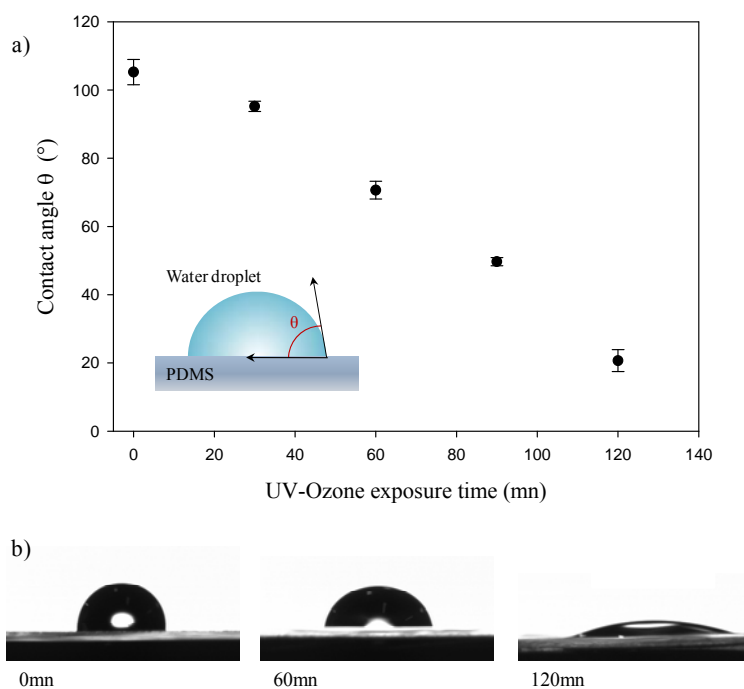 a)
120
100
80
60
40
20
0
Contact angle θ (°)
Water droplet
θ
PDMS
0 20 40 60 80 100 120 140
UV-Ozone exposure time (mn)
b)
0mn 60mn 120mn